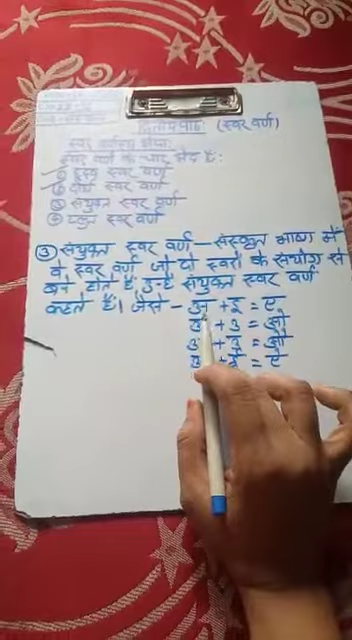 द्वितीयपाठः (स्वर वर्ण)
स्वर वर्ण के चार भेद है:
① ह्रस्व स्वर वर्ण
② दीर्घ स्वर वर्ण
③ संयुक्त स्वर वर्ण
④ प्लुत स्वर वर्ण
③ संयुक्त स्वर वर्ण – संस्कृत भाषा में
वे स्वर वर्ण जो दो स्वरों के संयोग से
बने होते हैं उन्हें संयुक्त स्वर वर्ण
कहते हैं। जैसे – अ + इ = ए
अ + उ = ओ